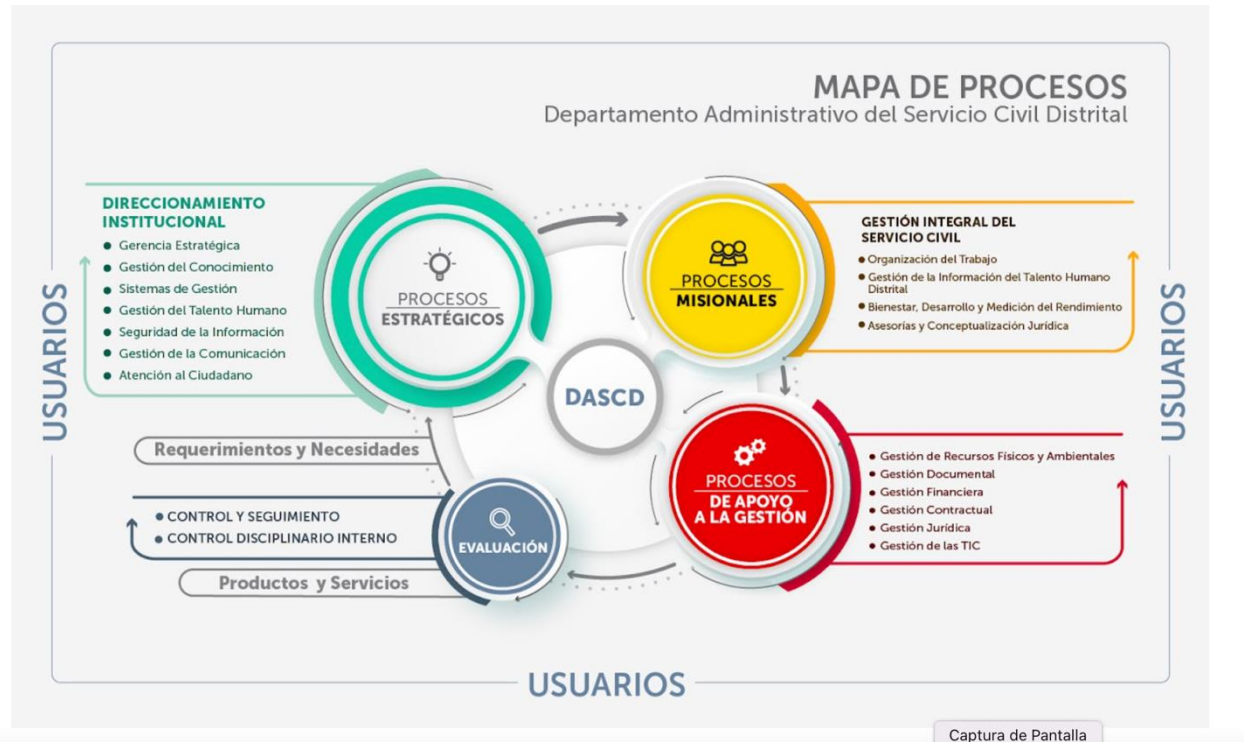 MAPA DE PROCESOS
Departamento Administrativo del Servicio Civil Distrital
DIRECCIONAMIENTO
INSTITUCIONAL
Gerencia Estratégica
Gestión del Conocimiento
Sistemas de Gestión
Gestión del Talento Humano
Seguridad de la Información
Gestión de la Comunicación
Atención al Ciudadano
PROCESOS
ESTRATÉGICOS
PROCESOS
MISIONALES
GESTIÓN INTEGRAL DEL
SERVICIO CIVIL
Organización del Trabajo
Gestión de la Información del Talento Humano
Distrital
Bienestar, Desarrollo y Medición del Rendimiento
Asesorías y Conceptualización Jurídica
USUARIOS
USUARIOS
DASCD
Requerimientos y Necesidades
CONTROL Y SEGUIMIENTO
CONTROL DISCIPLINARIO INTERNO
Productos y Servicios
EVALUACIÓN
PROCESOS
DE APOYO
A LA GESTIÓN
Gestión de Recursos Físicos y Ambientales
Gestión Documental
Gestión Financiera
Gestión Contractual
Gestión Jurídica
Gestión de las TIC
USUARIOS
Captura de Pantalla